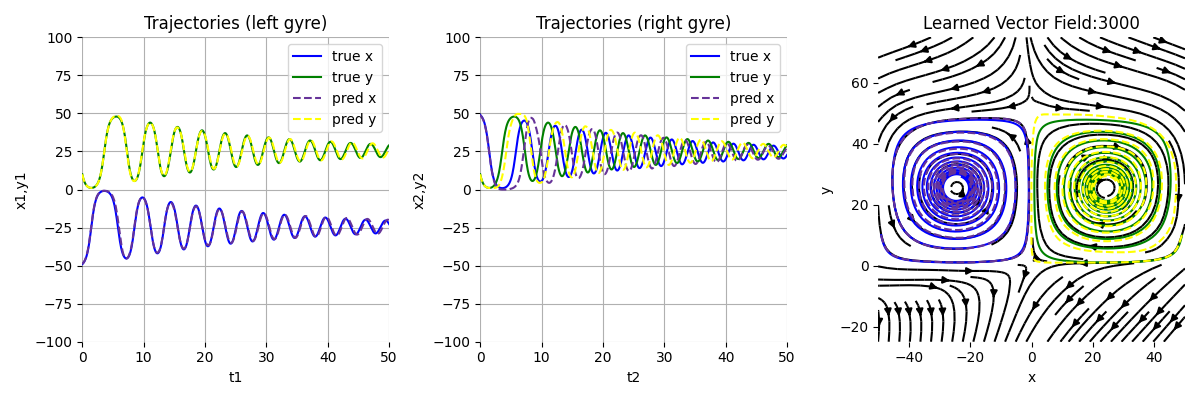 Trajectories (left gyre)
100
75
50
25
0
−25
−50
−75
−100
0
10
20
30
40
50
x1,y1
t1
true x
true y
pred x
pred y
Trajectories (right gyre)
100
75
50
25
0
−25
−50
−75
−100
0
10
20
30
40
50
x2,y2
t2
true x
true y
pred x
pred y
Learned Vector Field:3000
60
40
20
0
−20
−40
−20
0
20
40
y
x